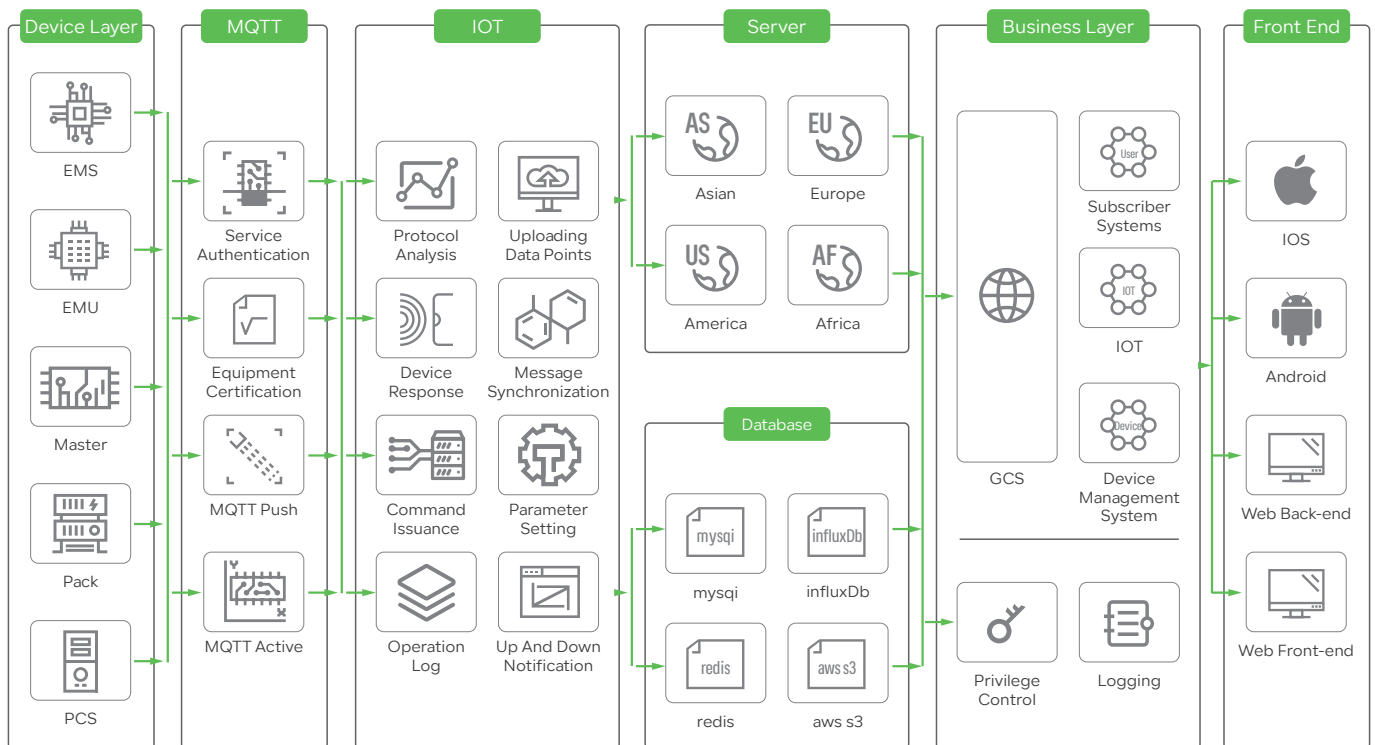 Device Layer
EMS
EMU
Master
Pack
PCS
MQTT
Service
Authentication
Equipment
Certification
MQTT Push
Y
X
MQTT Active
IOT
Protocol
Analysis
Uploading
Data Points
Device
Response
Message
Synchronization
Command
Issuance
Parameter
Setting
Operation
Log
Up And Down
Notification
Server
AS
Asian
EU
Europe
US
America
AF
Africa
Database
mysqi
mysqi
influxDb
influxDb
redis
redis
aws s3
aws s3
Business Layer
GCS
User
Subscriber
Systems
IOT
IOT
Device
Device
Management
System
Privilege
Control
Logging
Front End
IOS
Android
Web Back-end
Web Front-end